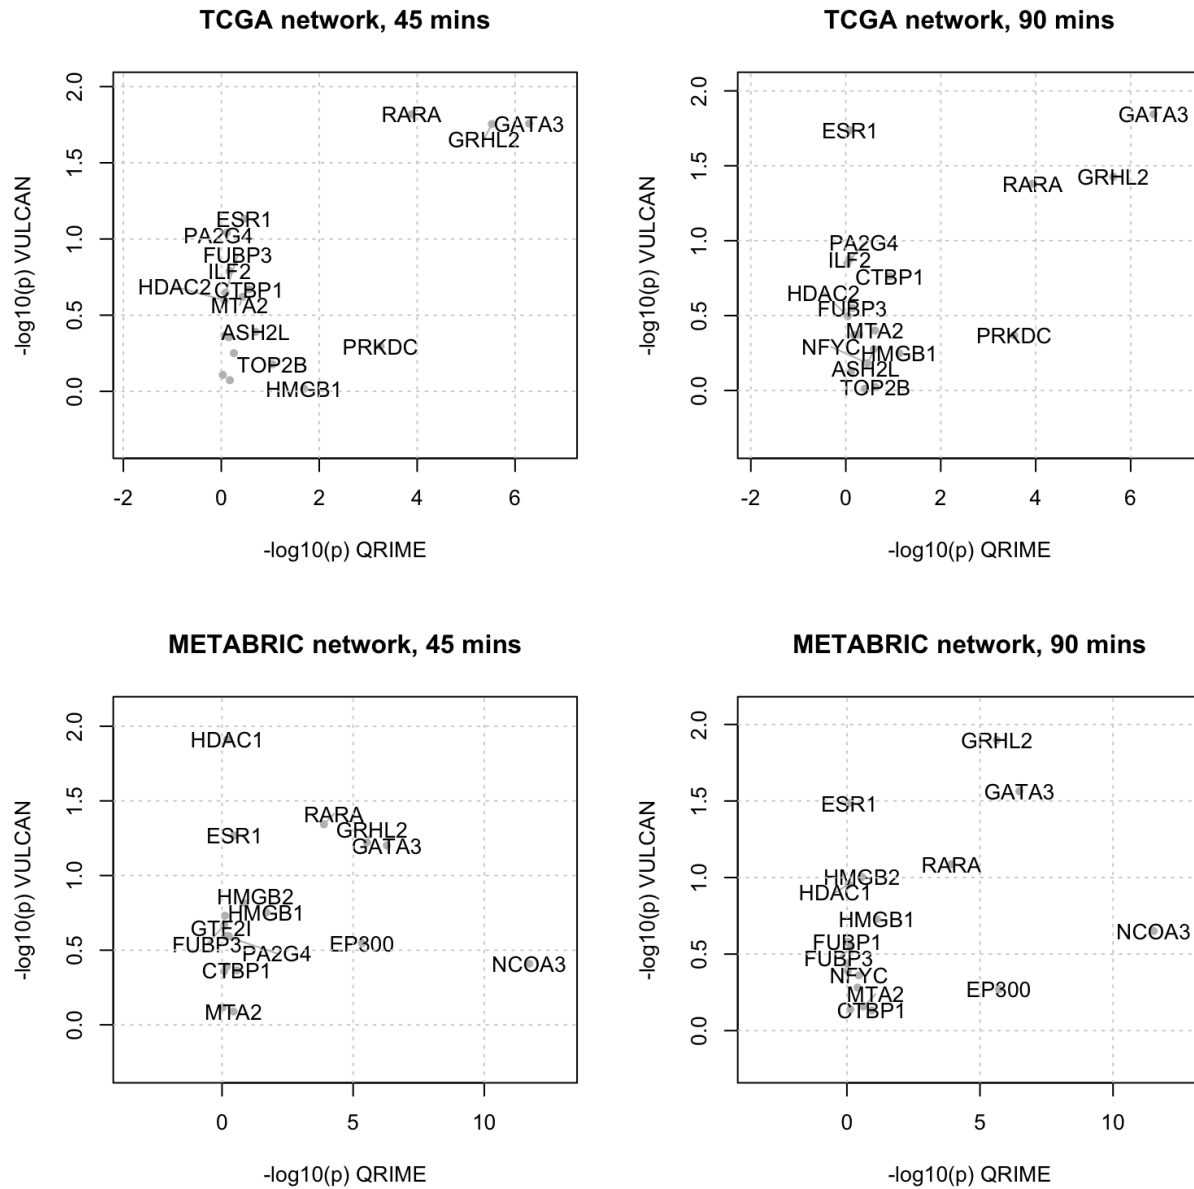 TCGA network, 45 mins
-log10(p) VULCAN
2.0
1.5
1.0
0.5
0.0
RARA
GATA3
GRHL2
ESR1
PA2G4
FUBP3
ILF2
HDAC2
CTBP1
MTA2
ASH2L
PRKDC
TOP2B
HMGB1
-2 0 2 4 6
-log10(p) QRIME
TCGA network, 90 mins
-log10(p) VULCAN
2.0
1.5
1.0
0.5
0.0
GATA3
ESR1
GRHL2
RARA
PA2G4
ILF2
CTBP1
HDAC2
FUBP3
MTA2
PRKDC
NFYC
HMGB1
ASH2L
TOP2B
-2 0 2 4 6
-log10(p) QRIME
METABRIC network, 45 mins
-log10(p) VULCAN
2.0
1.5
1.0
0.5
0.0
HDAC1
RARA
GRHL2
ESR1
GATA3
HMGB2
HMGB1
GTF2I
FUBP3
EP300
PA2G4
NCOA3
CTBP1
MTA2
0 5 10
-log10(p) QRIME
METABRIC network, 90 mins
-log10(p) VULCAN
2.0
1.5
1.0
0.5
0.0
GRHL2
GATA3
ESR1
RARA
HMGB2
HDAC1
HMGB1
NCOA3
FUBP1
FUBP3
NFYC
EP300
MTA2
CTBP1
0 5 10
-log10(p) QRIME